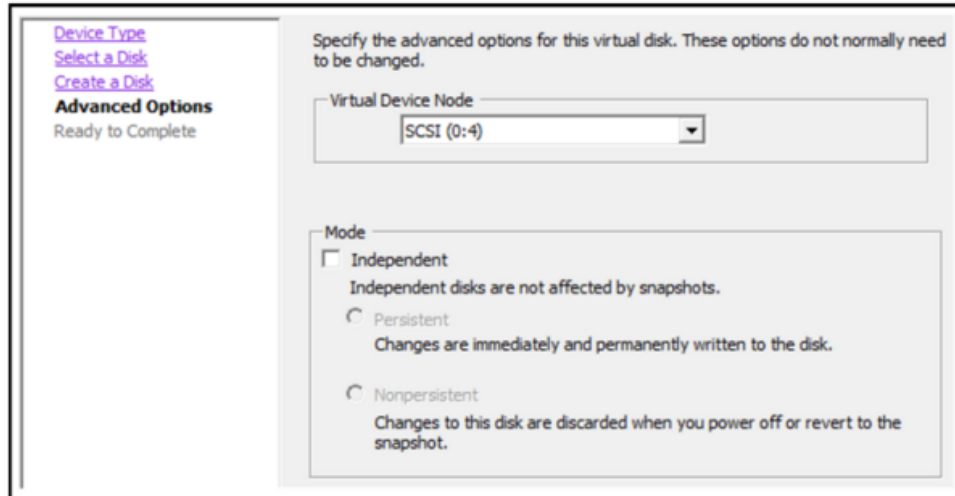 Device Type
Select a Disk
Create a Disk
Advanced Options
Ready to Complete
Specify the advanced options for this virtual disk. These options do not normally need
to be changed.
Virtual Device Node
SCSI (0:4)
Mode
Independent
Independent disks are not affected by snapshots.
Persistent
Changes are immediately and permanently written to the disk.
Nonpersistent
Changes to this disk are discarded when you power off or revert to the
snapshot.